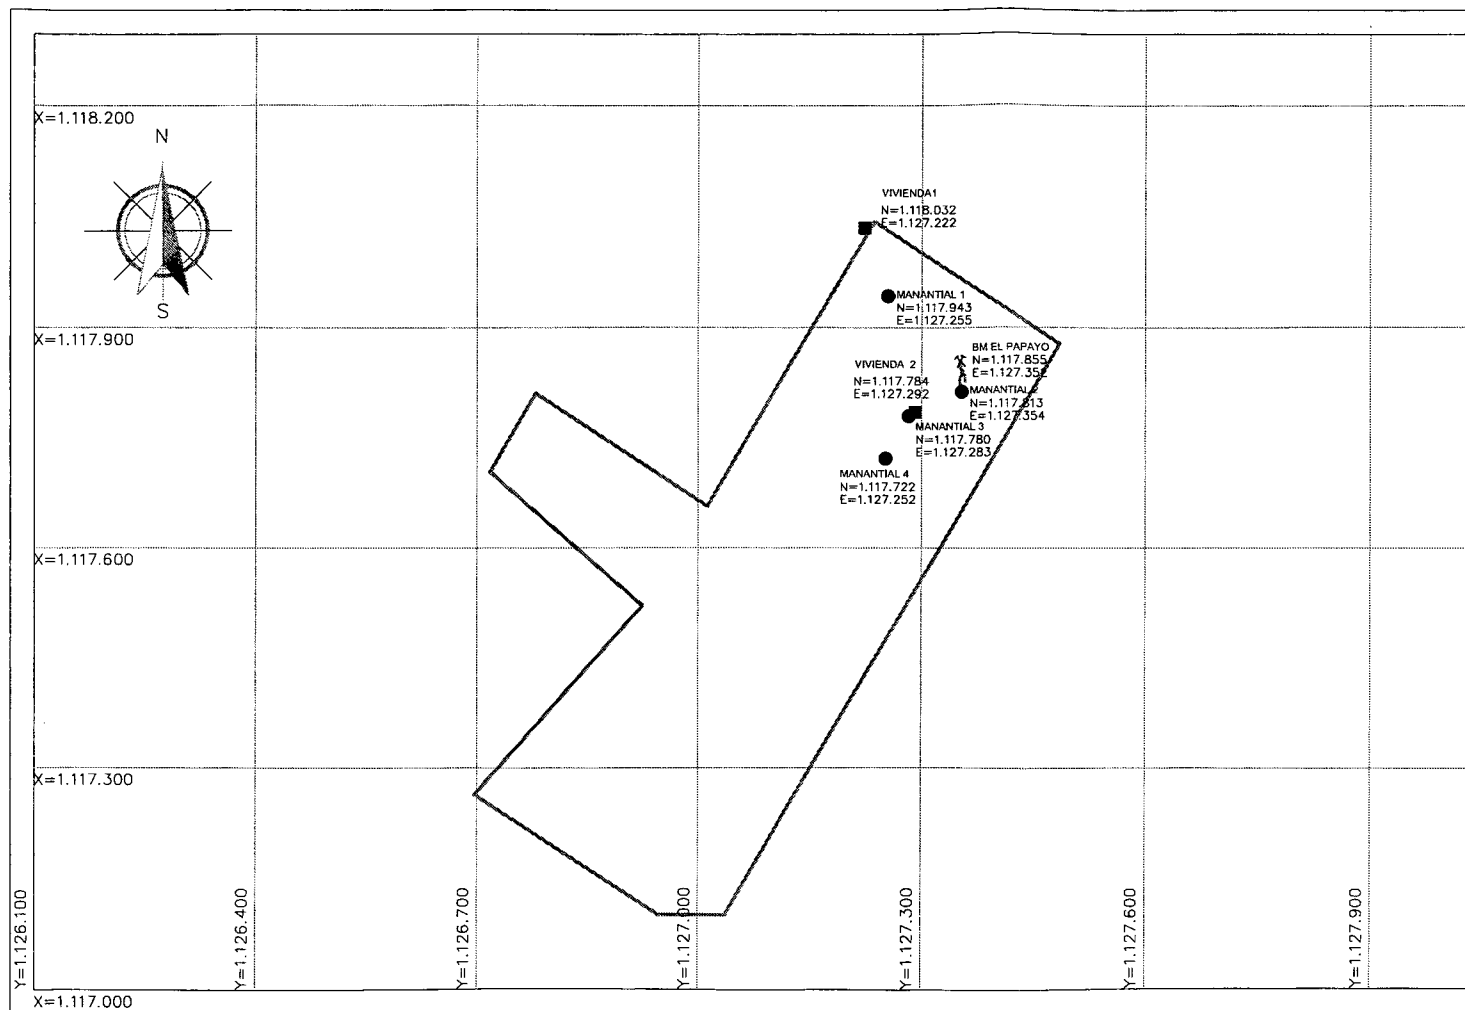 X=1.118.200
N
S
VIVIENDA1
N=1.118.032
E=1.127.222
MANANTIAL 1
N=1.117.943
E=1.127.255
X=1.117.900
BM EL PAPAYO
N=1.117.855
E=1.127.352
VIVIENDA 2
N=1.117.784
E=1.127.292
MANANTIAL 2
N=1.117.813
E=1.127.354
MANANTIAL 3
N=1.117.780
E=1.127.283
MANANTIAL 4
N=1.117.722
E=1.127.252
X=1.117.600
X=1.117.300
Y=1.126.100
Y=1.126.400
Y=1.126.700
Y=1.127.000
Y=1.127.300
Y=1.127.600
Y=1.127.900
X=1.117.000